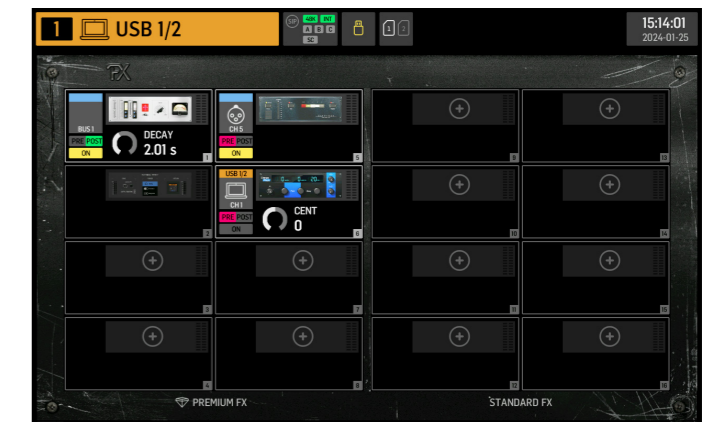 1 USB 1/2
SIP 48K INT
A B C
SC
1 2
15:14:01
2024-01-25
FX
BUS 1
PRE POST
ON
DECAY
2.01 s
1
CH 5
PRE POST
ON
5
9
13
2
USB 1/2
CH 1
PRE POST
ON
CENT
0
6
10
14
3
7
11
15
4
8
12
16
PREMIUM FX
STANDARD FX